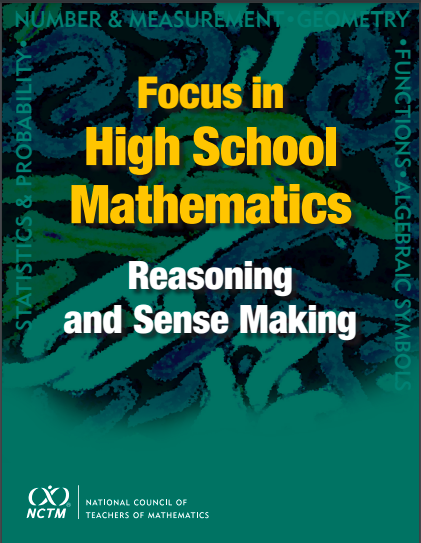 NUMBER & MEASUREMENT • GEOMETRY
• FUNCTIONS • ALGEBRAIC SYMBOLS
STATISTICS & PROBABILITY •
Focus in
High School
Mathematics
Reasoning
and Sense Making
NCTM
®
NATIONAL COUNCIL OF
TEACHERS OF MATHEMATICS